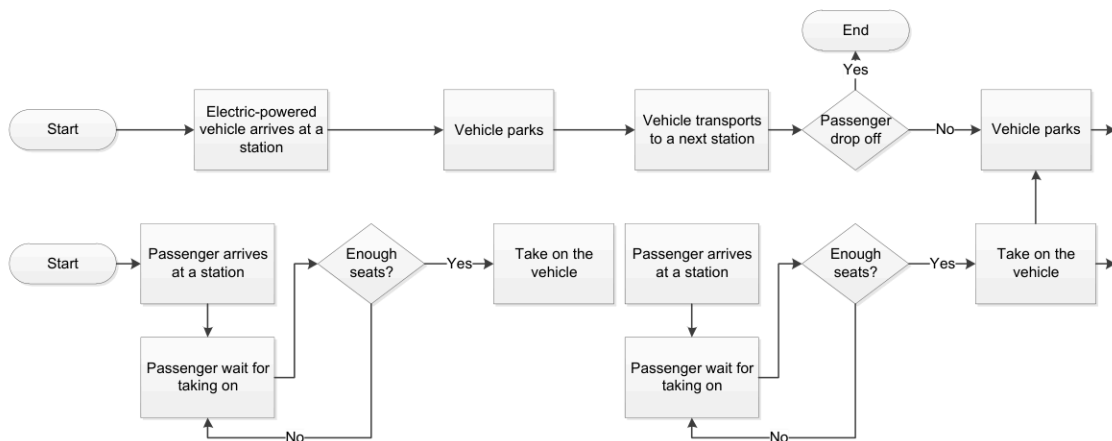 End
Yes
Start
Electric-powered
vehicle arrives at a
station
Vehicle parks
Vehicle transports
to a next station
Passenger
drop off
No
Vehicle parks
Start
Passenger arrives
at a station
Enough
seats?
Yes
Take on the
vehicle
Passenger arrives
at a station
Enough
seats?
Yes
Take on the
vehicle
Passenger wait for
taking on
No
Passenger wait for
taking on
No